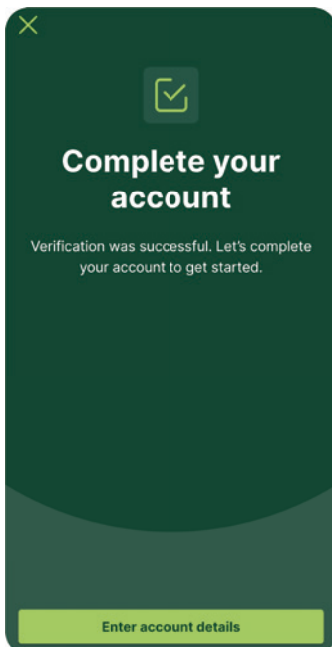 Complete your
account
Verification was successful. Let's complete
your account to get started.
Enter account details